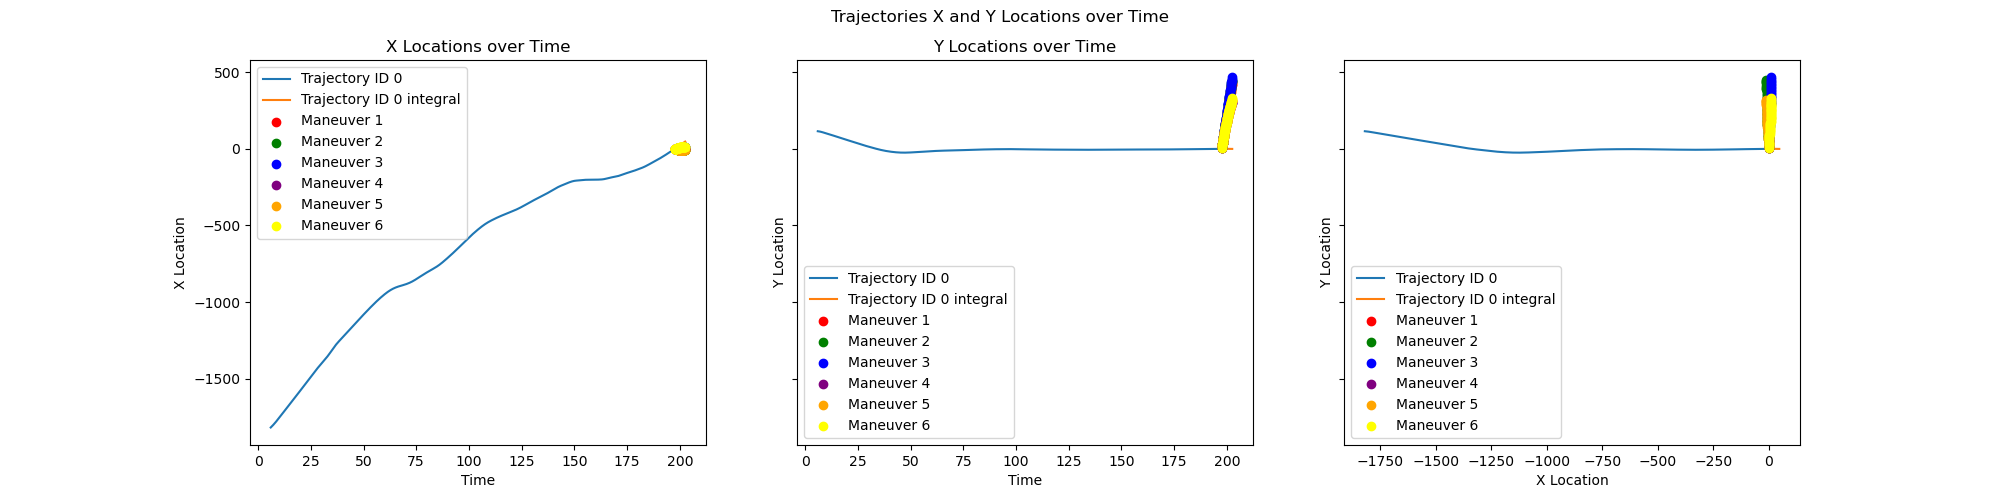 Trajectories X and Y Locations over Time
X Locations over Time
X Location
500
0
−500
−1000
−1500
Trajectory ID 0
Trajectory ID 0 integral
Maneuver 1
Maneuver 2
Maneuver 3
Maneuver 4
Maneuver 5
Maneuver 6
0 25 50 75 100 125 150 175 200
Time
Y Locations over Time
Y Location
Trajectory ID 0
Trajectory ID 0 integral
Maneuver 1
Maneuver 2
Maneuver 3
Maneuver 4
Maneuver 5
Maneuver 6
0 25 50 75 100 125 150 175 200
Time
Y Location
Trajectory ID 0
Trajectory ID 0 integral
Maneuver 1
Maneuver 2
Maneuver 3
Maneuver 4
Maneuver 5
Maneuver 6
−1750 −1500 −1250 −1000 −750 −500 −250 0
X Location